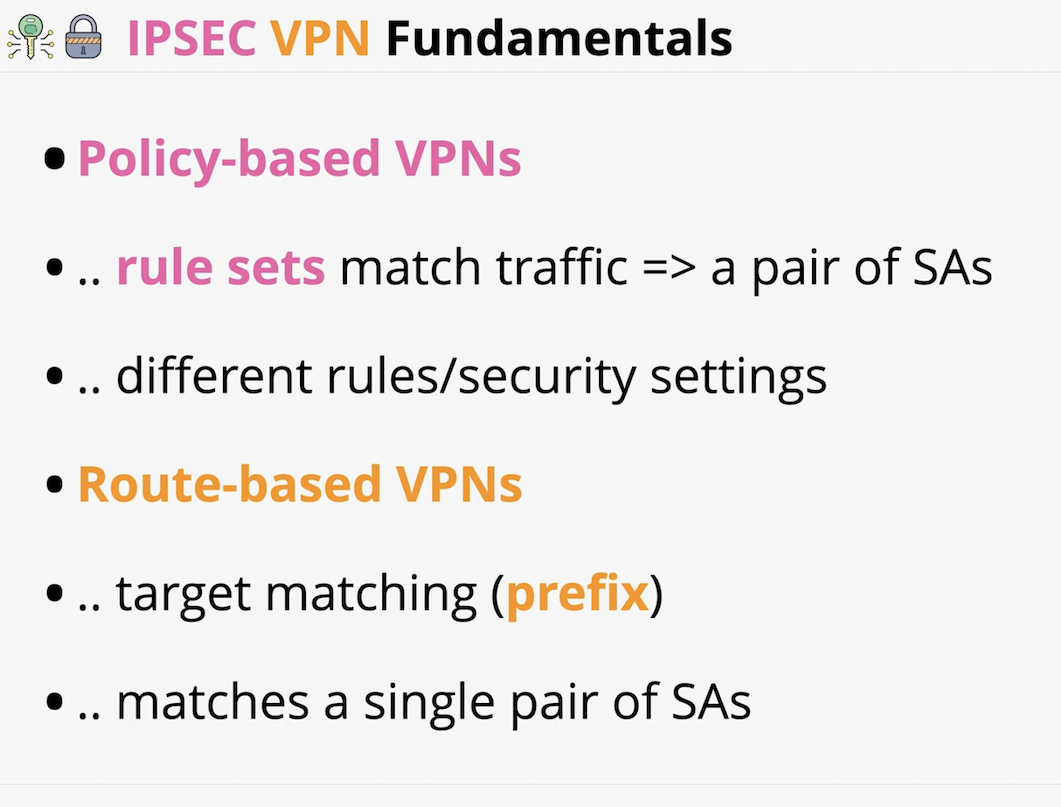 IPSEC VPN Fundamentals
• Policy-based VPNs
• .. rule sets match traffic => a pair of SAs
• .. different rules/security settings
• Route-based VPNs
• .. target matching (prefix)
• .. matches a single pair of SAs